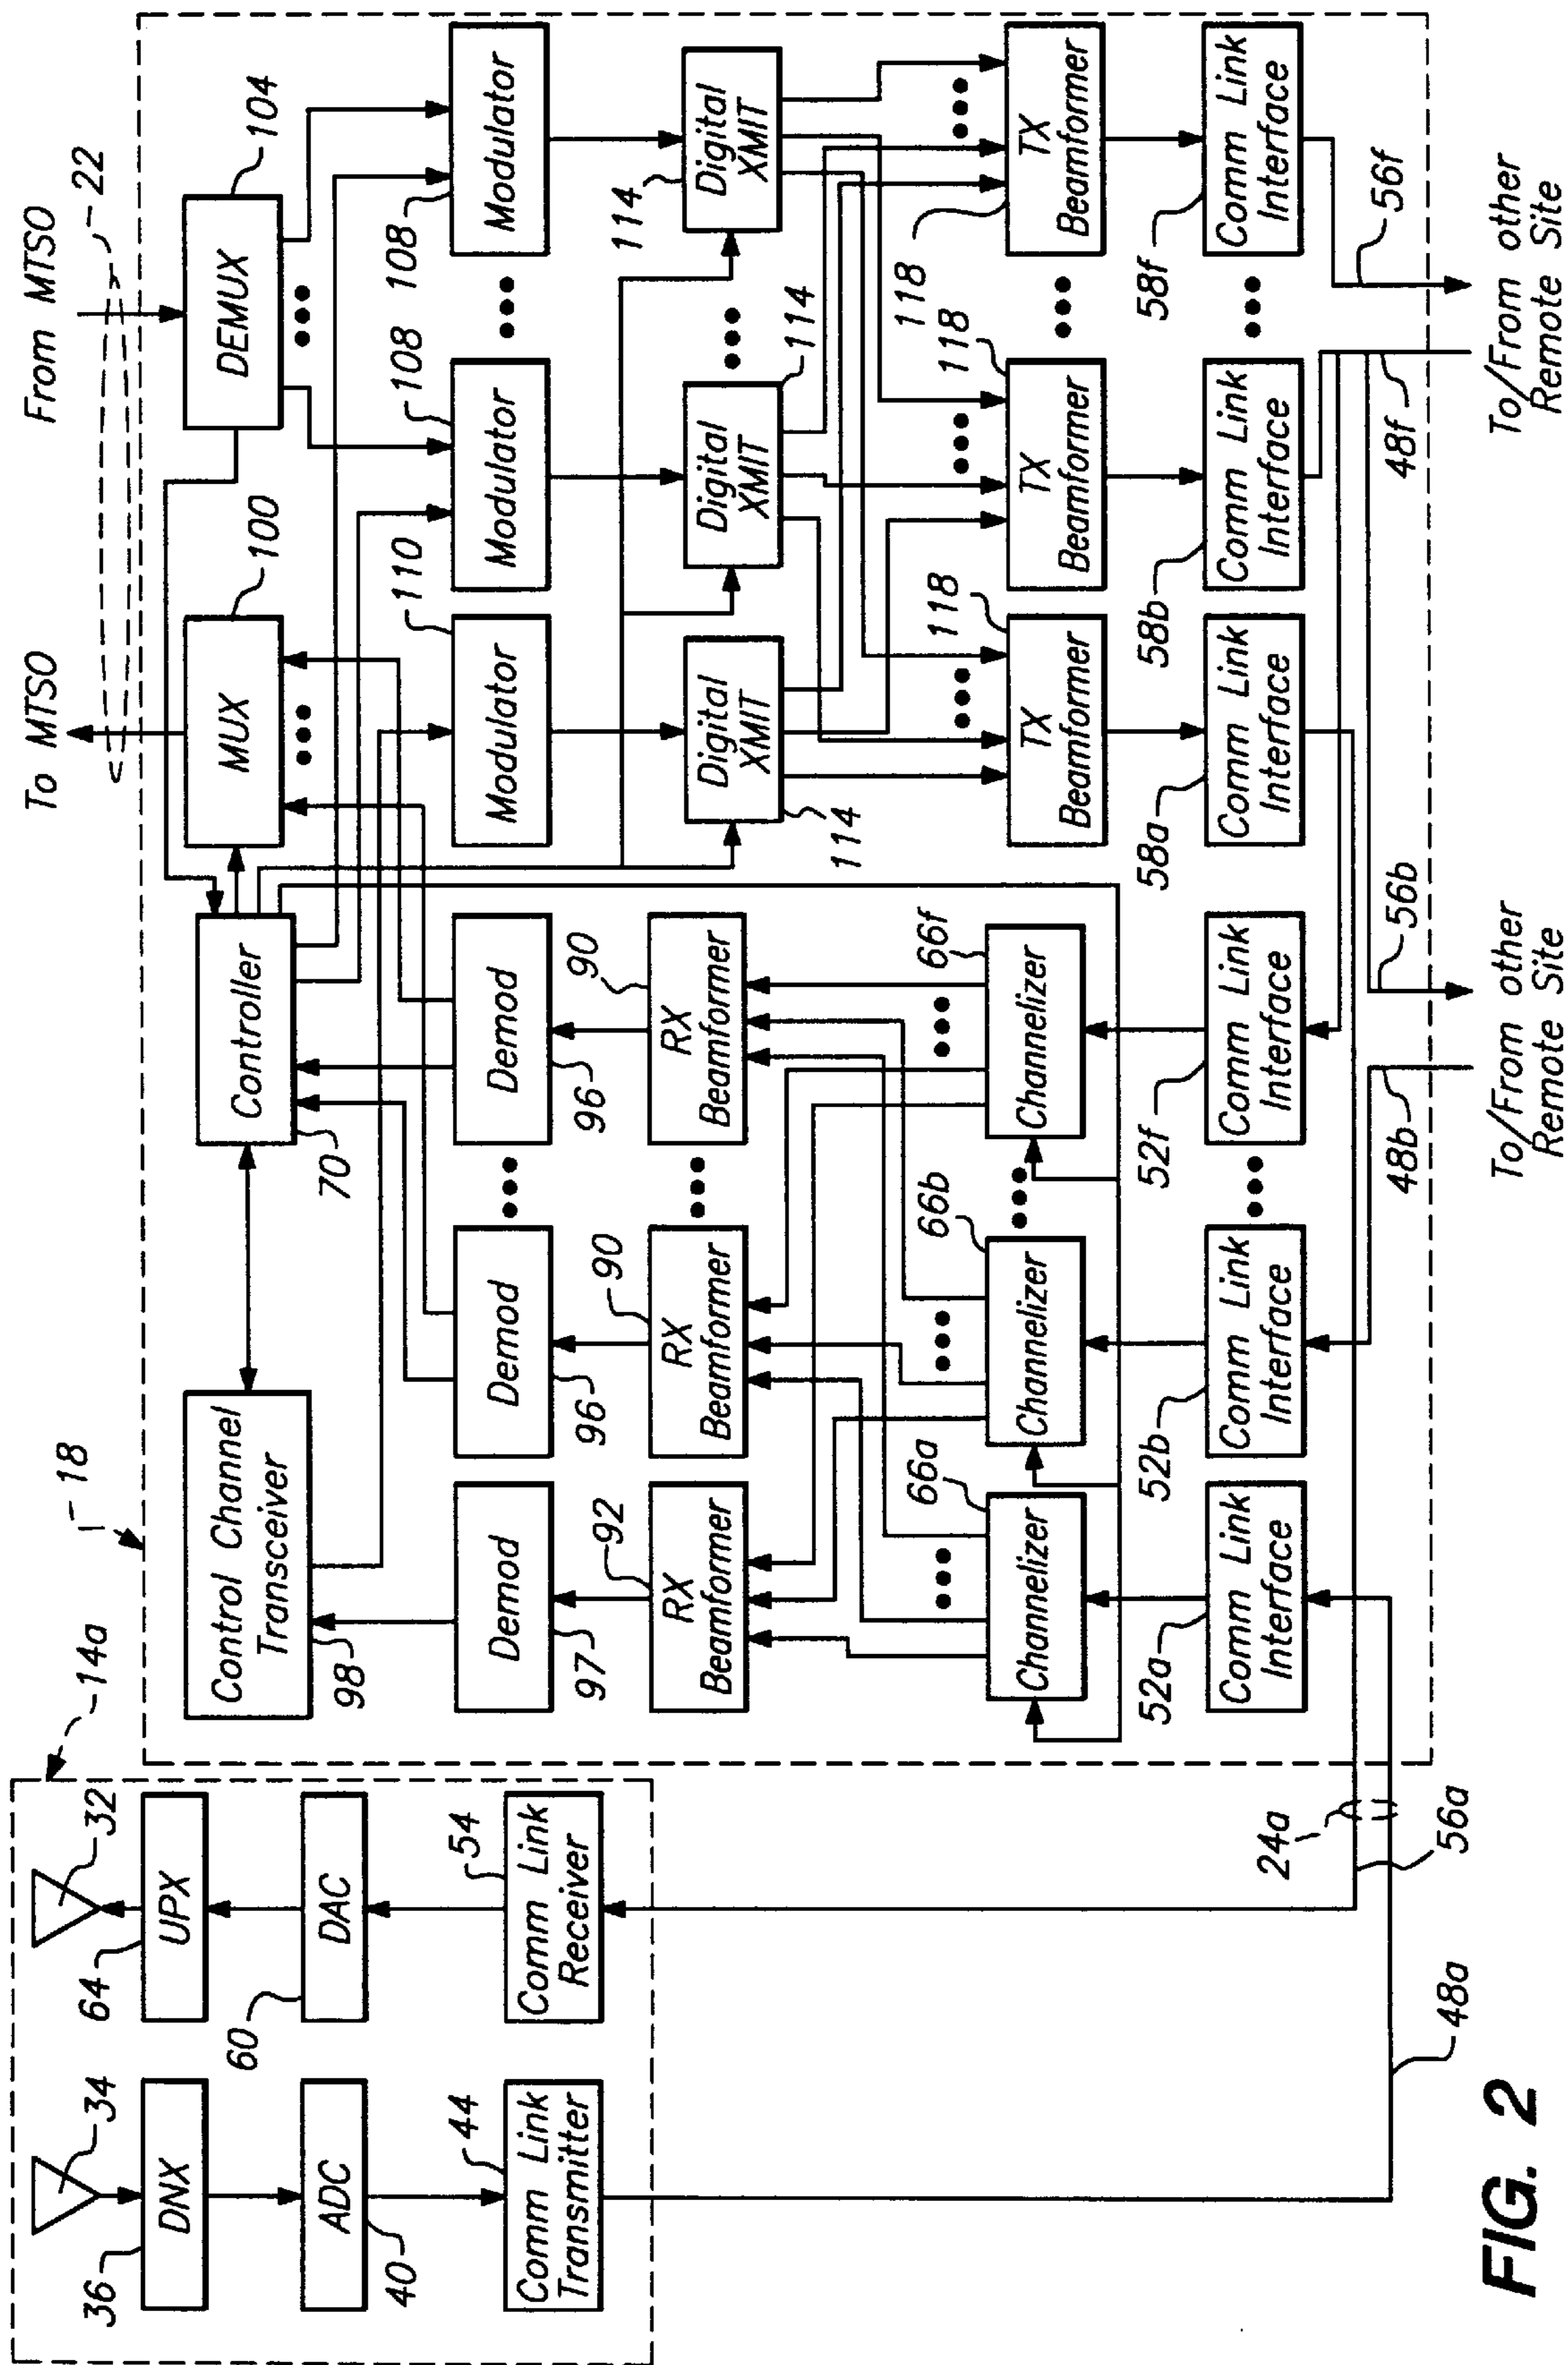 To MTSO
From MTSO
22
14a
18
34
32
36
DNX
64
UPX
40
ADC
60
DAC
44
Comm Link
Transmitter
54
Comm Link
Receiver
48a
24a
56a
Control Channel
Transceiver
98
Controller
70
MUX
100
DEMUX
104
Demod
97
Demod
96
Demod
96
Modulator
110
Modulator
108
Modulator
108
RX
Beamformer
92
RX
Beamformer
90
RX
Beamformer
90
Digital
XMIT
114
Digital
XMIT
114
Digital
XMIT
114
Channelizer
66a
Channelizer
66b
Channelizer
66f
TX
Beamformer
118
TX
Beamformer
118
TX
Beamformer
118
Comm Link
Interface
52a
Comm Link
Interface
52b
Comm Link
Interface
52f
Comm Link
Interface
58a
Comm Link
Interface
58b
Comm Link
Interface
58f
48b
56b
48f
56f
To/From other
Remote Site
To/From other
Remote Site
FIG. 2